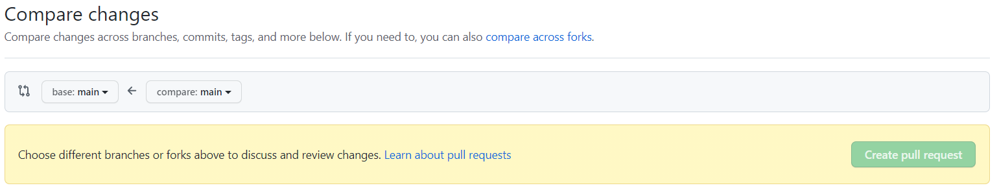 Compare changes
Compare changes across branches, commits, tags, and more below. If you need to, you can also compare across forks.
base: main compare: main
Choose different branches or forks above to discuss and review changes. Learn about pull requests Create pull request